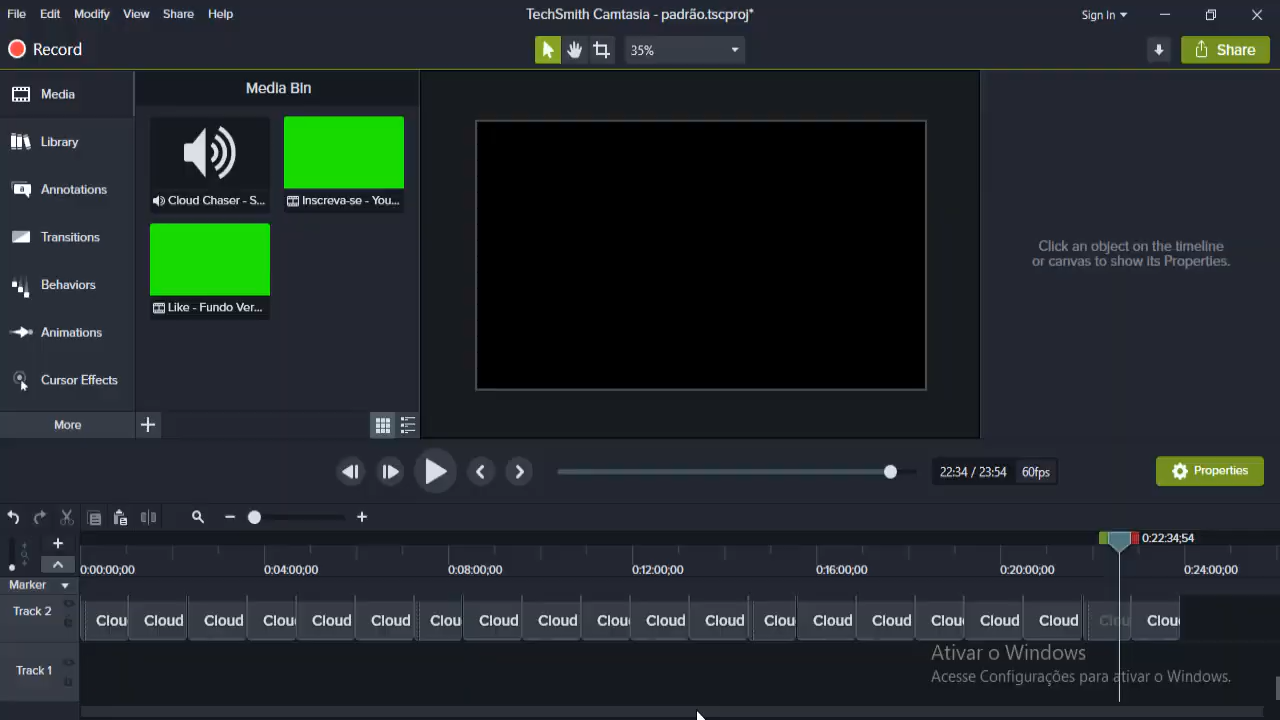 File Edit Modify View Share Help
TechSmith Camtasia - padrão.tscproj*
Sign In
Record
35%
Share
Media
Library
Annotations
Transitions
Behaviors
Animations
Cursor Effects
More
Media Bin
Cloud Chaser - S...
Inscreva-se - You...
Like - Fundo Ver...
Click an object on the timeline
or canvas to show its Properties.
22:34 / 23:54 60fps
Properties
0:22:34;54
0:00:00;00 0:04:00;00 0:08:00;00 0:12:00;00 0:16:00;00 0:20:00;00 0:24:00;00
Marker
Track 2
Clou Cloud Cloud Clou Cloud Cloud Clou Cloud Cloud Clou Cloud Cloud Clou Cloud Cloud Clou Cloud Cloud Clou Clou
Track 1
Ativar o Windows
Acesse Configurações para ativar o Windows.